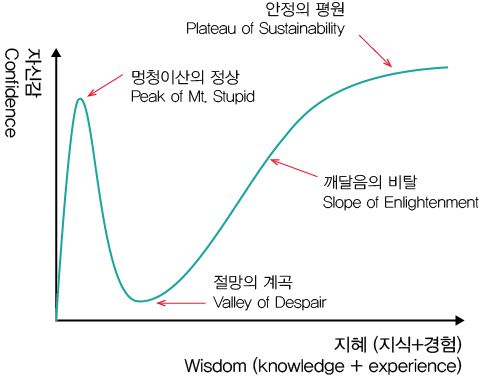 안정의 평원
Plateau of Sustainability
자신감
Confidence
멍청이산의 정상
Peak of Mt. Stupid
깨달음의 비탈
Slope of Enlightenment
절망의 계곡
Valley of Despair
지혜 (지식+경험)
Wisdom (knowledge + experience)